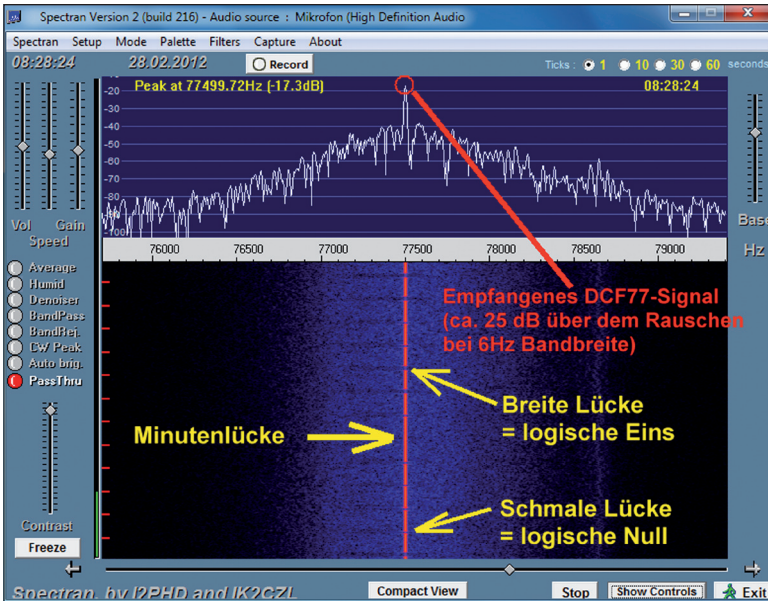 Spectran Version 2 (build 216) - Audio source : Mikrofon (High Definition Audio
Spectran Setup Mode Palette Filters Capture About
08:28:24 28.02.2012 Record Ticks : 1 10 30 60 seconds
Peak at 77499.72Hz (-17.3dB) 08:28:24
-20
-30
-40
-50
-60
-70
-80
-90
-100
Vol Gain
Speed
Base
Hz
76000 76500 77000 77500 78000 78500 79000
Average
Humid
Denoiser
BandPass
BandRej.
CW Peak
Auto brig.
PassThru
Empfangenes DCF77-Signal
(ca. 25 dB über dem Rauschen
bei 6Hz Bandbreite)
Breite Lücke
= logische Eins
Minutenlücke
Schmale Lücke
= logische Null
Contrast
Freeze
Spectran, by I2PHD and IK2CZL Compact View Stop Show Controls Exit